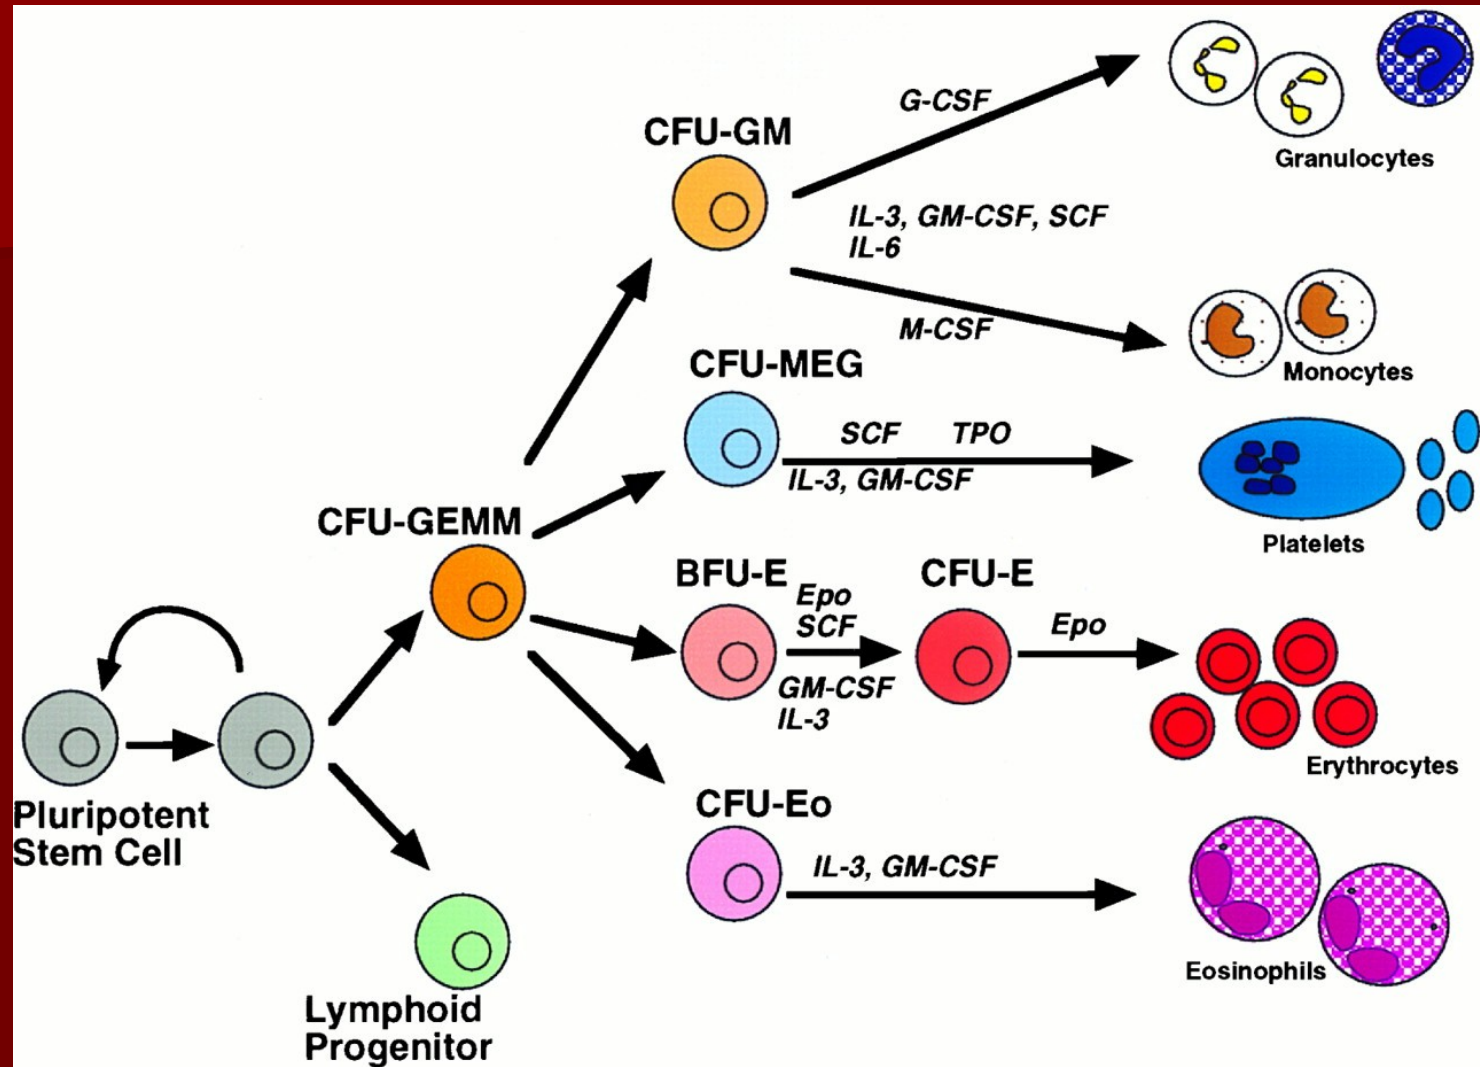 G-CSF
CFU-GM
Granulocytes
IL-3, GM-CSF, SCF
IL-6
M-CSF
CFU-MEG
Monocytes
SCF TPO
IL-3, GM-CSF
CFU-GEMM
Platelets
BFU-E
Epo
SCF
CFU-E
Epo
GM-CSF
IL-3
Erythrocytes
Pluripotent
Stem Cell
CFU-Eo
IL-3, GM-CSF
Eosinophils
Lymphoid
Progenitor